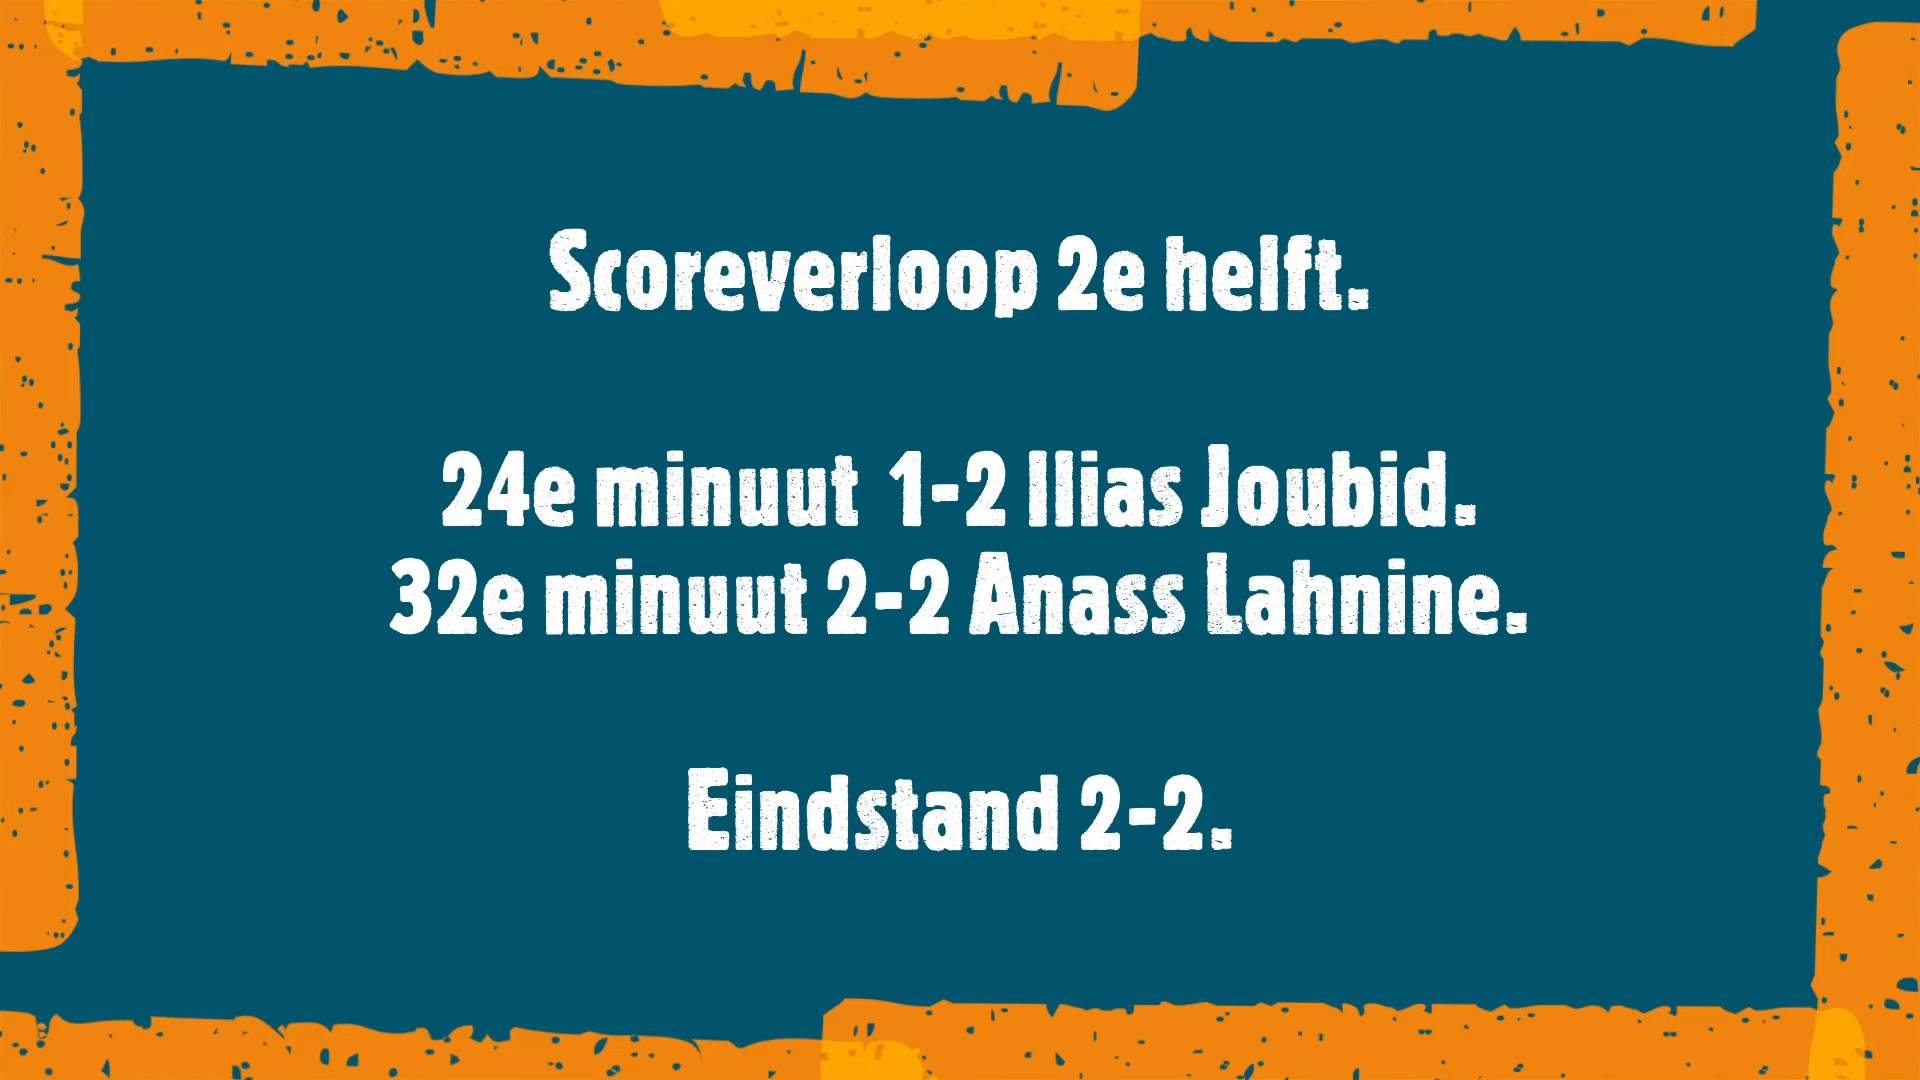 Scoreverloop 2e helft.
24e minuut 1-2 Ilias Joubid.
32e minuut 2-2 Anass Lahnine.
Eindstand 2-2.